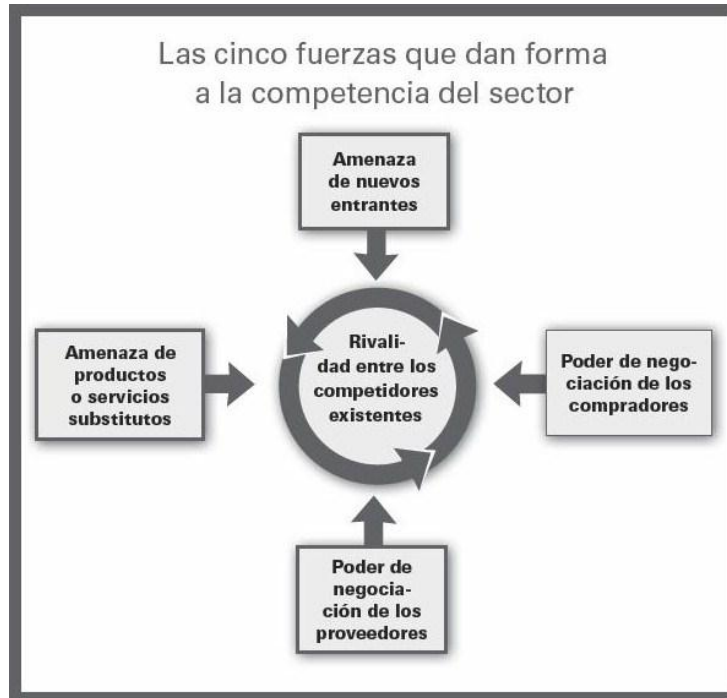 Las cinco fuerzas que dan forma
a la competencia del sector
Amenaza
de nuevos
entrantes
Amenaza de
productos
o servicios
substitutos
Rivali-
dad entre los
competidores
existentes
Poder de nego-
ciación de los
compradores
Poder de
negocia-
ción de los
proveedores